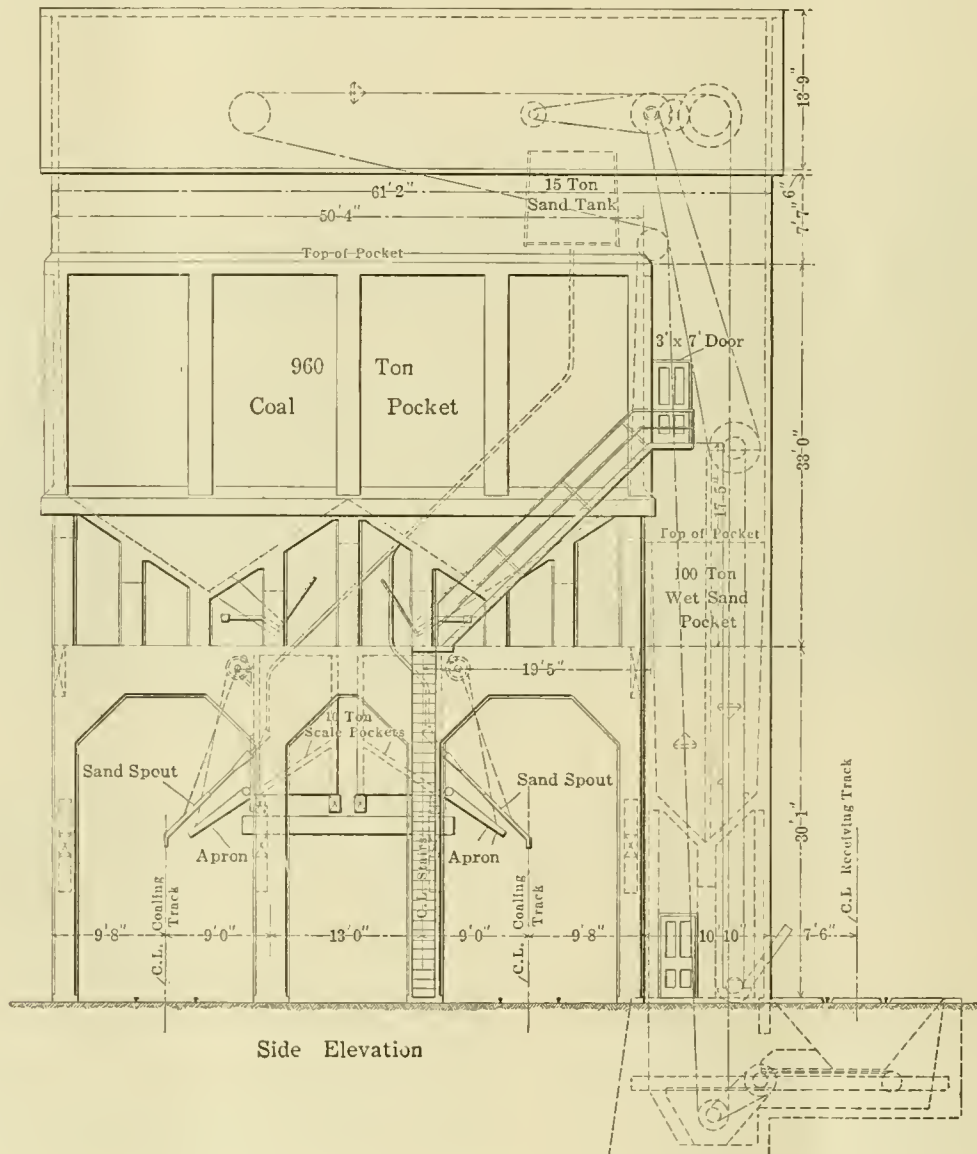 13'-9"
61'-2"
7'-7"
6"
50'-4"
15 Ton
Sand Tank
Top of Pocket
3' x 7' Door
960 Ton
Coal Pocket
33'-0"
17'-5"
Top of Pocket
100 Ton
Wet Sand
Pocket
19'-5"
10 Ton
Scale Pockets
Sand Spout
Sand Spout
Apron
Apron
C.L. Stairs
30'-1"
C.L Receiving Track
C.L. Coaling
Track
C.L. Coaling
Track
9'-8"
9'-0"
13'-0"
9'-0"
9'-8"
10'-10"
7'-6"
Side Elevation